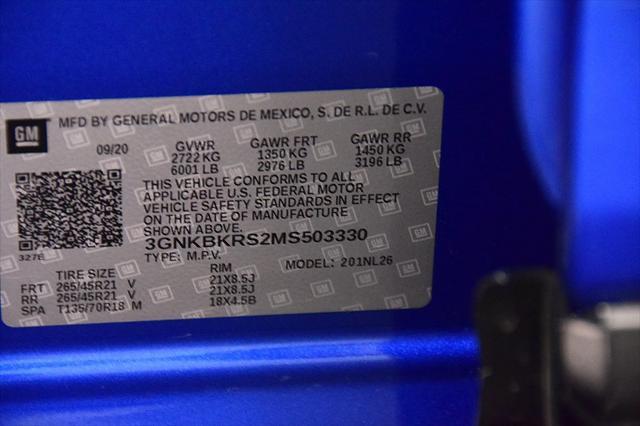 GM MFD BY GENERAL MOTORS DE MEXICO, S. DE R.L. DE C.V.
09/20 GVWR GAWR FRT GAWR RR
2722 KG 1350 KG 1450 KG
6001 LB 2976 LB 3196 LB
THIS VEHICLE CONFORMS TO ALL
APPLICABLE U.S. FEDERAL MOTOR
VEHICLE SAFETY STANDARDS IN EFFECT
ON THE DATE OF MANUFACTURE
SHOWN ABOVE.
3GNKBKRS2MS503330
327E TYPE: M.P.V. MODEL: 201NL26
TIRE SIZE RIM
FRT 265/45R21 V 21X8.5J
RR 265/45R21 V 21X8.5J
SPA T135/70R18 M 18X4.5B